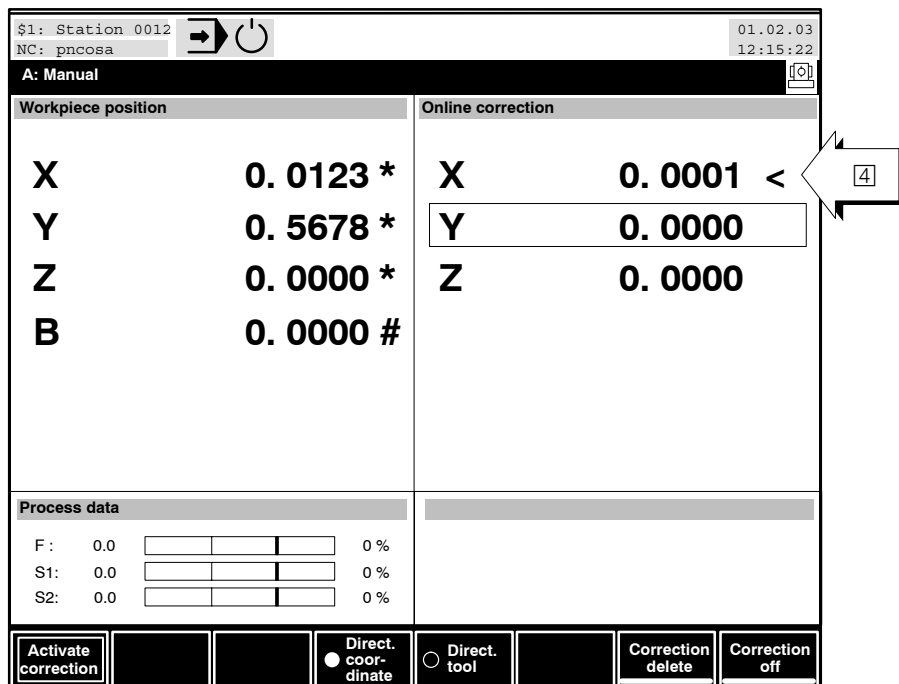 $1: Station 0012
NC: pncosa
01.02.03
12:15:22
A: Manual
Workpiece position
X 0. 0123 *
Y 0. 5678 *
Z 0. 0000 *
B 0. 0000 #
Online correction
X 0. 0001 <
Y 0. 0000
Z 0. 0000
4
Process data
F : 0.0 0 %
S1: 0.0 0 %
S2: 0.0 0 %
Activate
correction
Direct.
coor-
dinate
Direct.
tool
Correction
delete
Correction
off